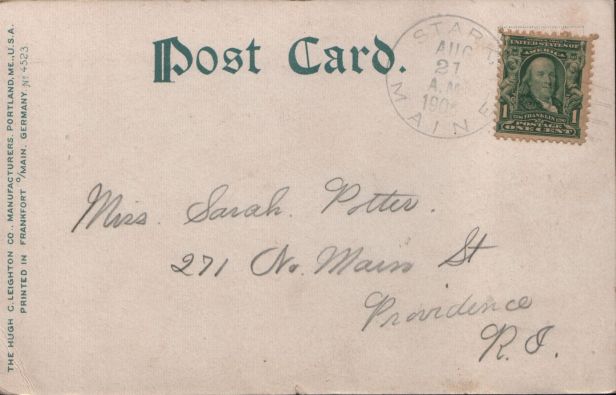 Post Card.
AUG
21
A.M
MAINE
UNITED STATES OF
AMERICA
1 FRANKLIN 1
POSTAGE
ONE CENT
Miss. Sarah. Potter.
271 No. Main St
Providence
R.I.
THE HUGH C. LEIGHTON CO., MANUFACTURERS, PORTLAND, ME., U.S.A.
PRINTED IN FRANKFORT o/MAIN, GERMANY No 4523